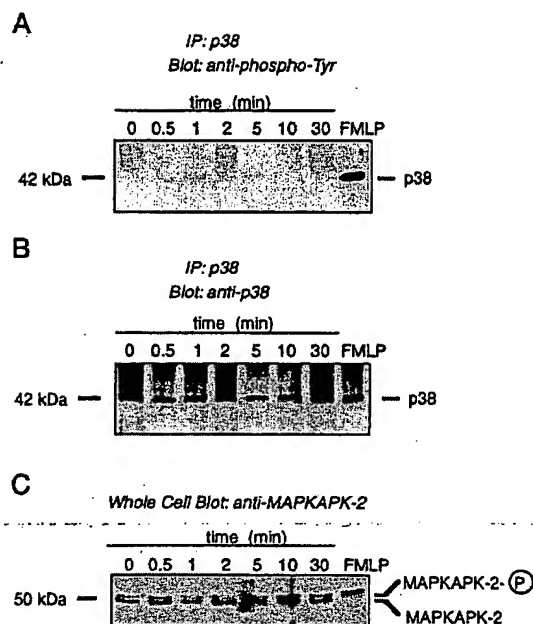 A
IP: p38
Blot: anti-phospho-Tyr
time (min)
0 0.5 1 2 5 10 30 FMLP
42 kDa p38
B
IP: p38
Blot: anti-p38
time (min)
0 0.5 1 2 5 10 30 FMLP
42 kDa p38
C
Whole Cell Blot: anti-MAPKAPK-2
time (min)
0 0.5 1 2 5 10 30 FMLP
MAPKAPK-2-P
50 kDa
MAPKAPK-2